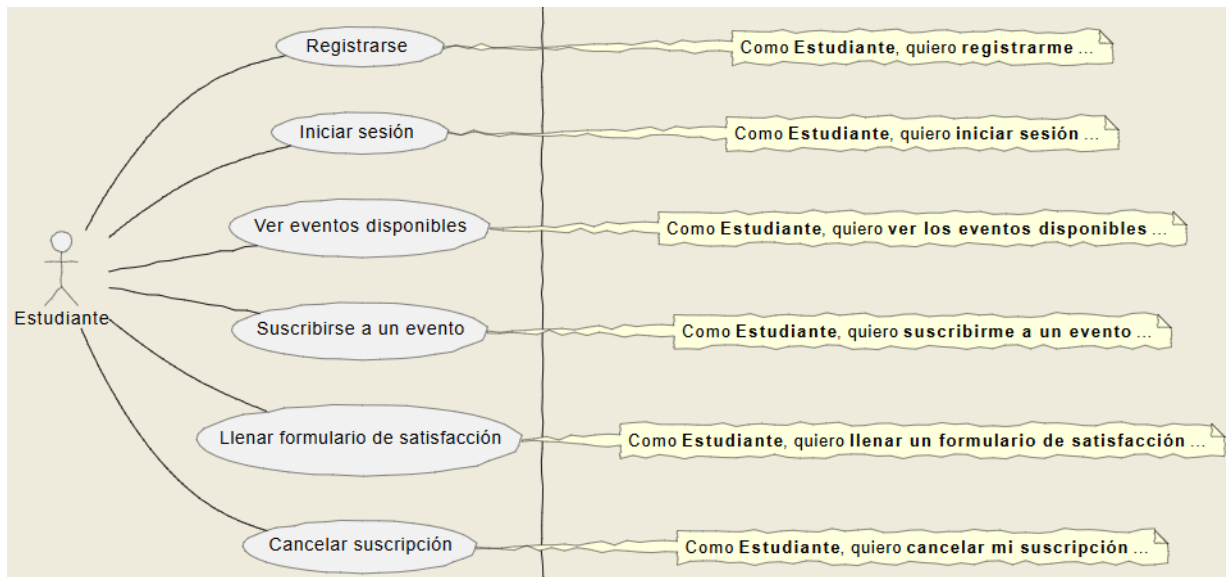 Registrarse
Como Estudiante, quiero registrarme ...
Iniciar sesión
Como Estudiante, quiero iniciar sesión ...
Ver eventos disponibles
Como Estudiante, quiero ver los eventos disponibles ...
Estudiante
Suscribirse a un evento
Como Estudiante, quiero suscribirme a un evento ...
Llenar formulario de satisfacción
Como Estudiante, quiero llenar un formulario de satisfacción ...
Cancelar suscripción
Como Estudiante, quiero cancelar mi suscripción ...